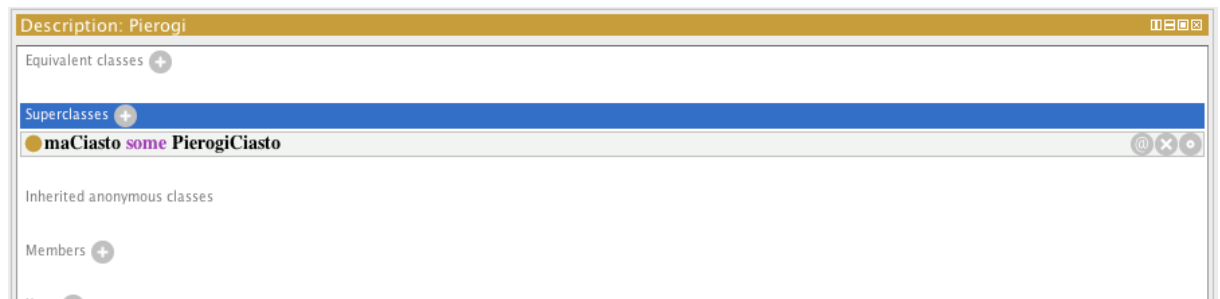 Description: Pierogi
Equivalent classes
Superclasses
maCiasto some PierogiCiasto
Inherited anonymous classes
Members